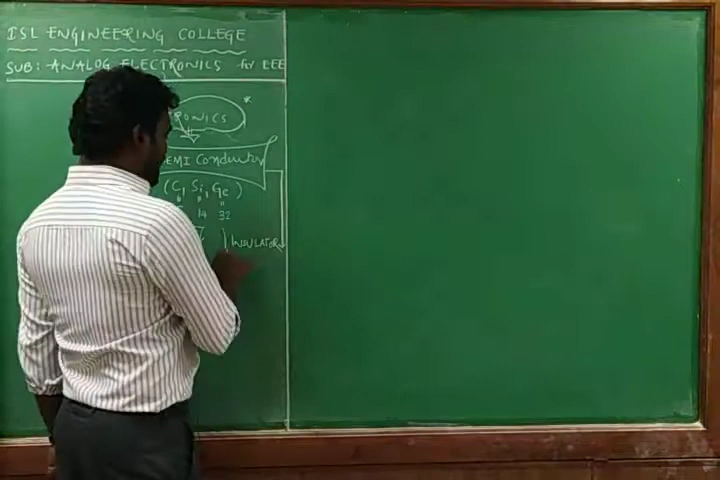 ISL ENGINEERING COLLEGE
SUB: ANALOG ELECTRONICS for EEE
RONICS *
EMI Conductor
(C, Si, Ge)
14 32
INSULATOR